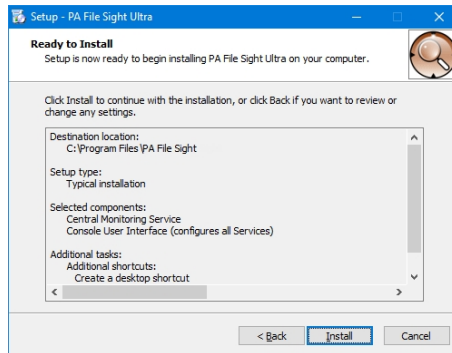 Setup - PA File Sight Ultra
Ready to Install
Setup is now ready to begin installing PA File Sight Ultra on your computer.
Click Install to continue with the installation, or click Back if you want to review or
change any settings.
Destination location:
C:\Program Files\PA File Sight
Setup type:
Typical installation
Selected components:
Central Monitoring Service
Console User Interface (configures all Services)
Additional tasks:
Additional shortcuts:
Create a desktop shortcut
< Back Install Cancel